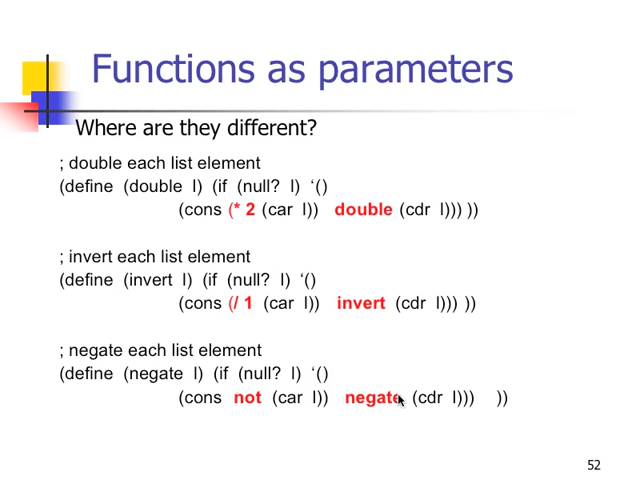 Functions as parameters
Where are they different?
; double each list element
(define (double l) (if (null? l) ‘()
(cons (* 2 (car l)) double (cdr l))) ))
; invert each list element
(define (invert l) (if (null? l) ‘()
(cons (/ 1 (car l)) invert (cdr l))) ))
; negate each list element
(define (negate l) (if (null? l) ‘()
(cons not (car l)) negate (cdr l))) ))
52